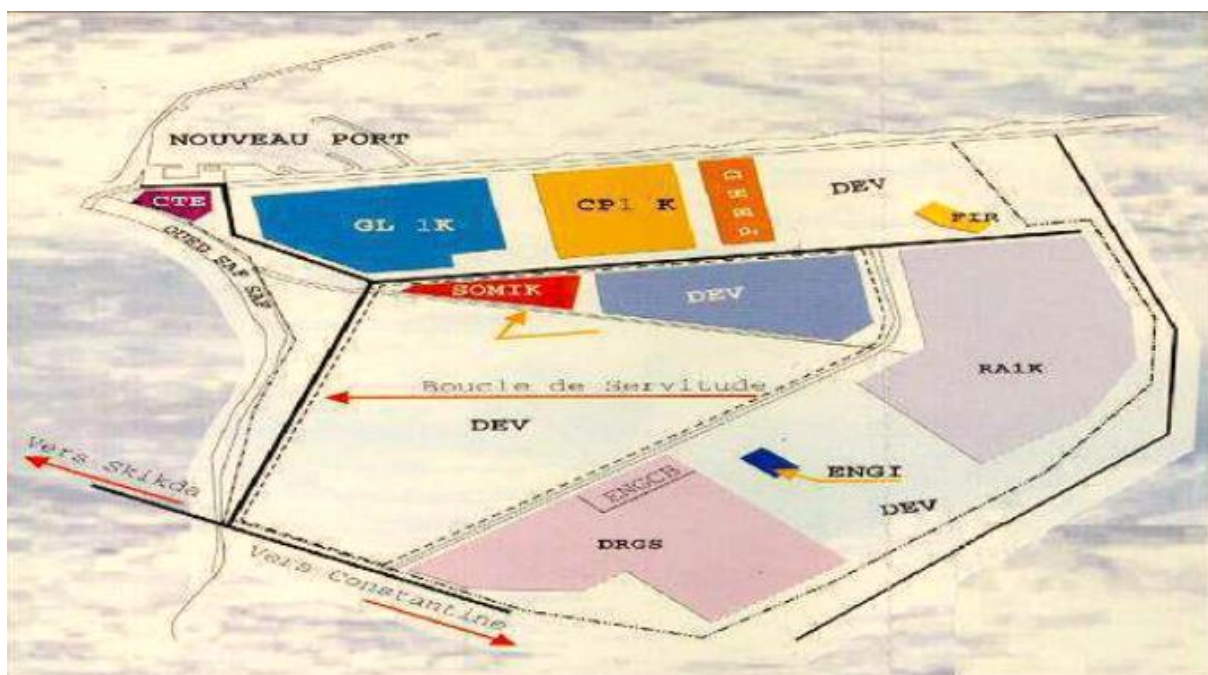 NOUVEAU PORT
CTE
GL 1K
CP1 K
DEV
FIR
OUED SAF SAF
SOMIK
DEV
RA1K
Boucle de Servitude
DEV
Vers Skikda
ENGI
ENGCB
DEV
DRGS
Vers Constantine